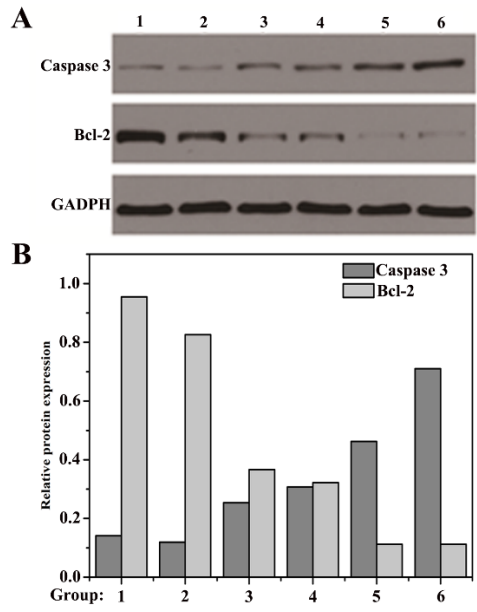 A
1 2 3 4 5 6
Caspase 3
Bcl-2
GADPH
B
Caspase 3
Bcl-2
Relative protein expression
1.0
0.8
0.6
0.4
0.2
0.0
Group: 1 2 3 4 5 6